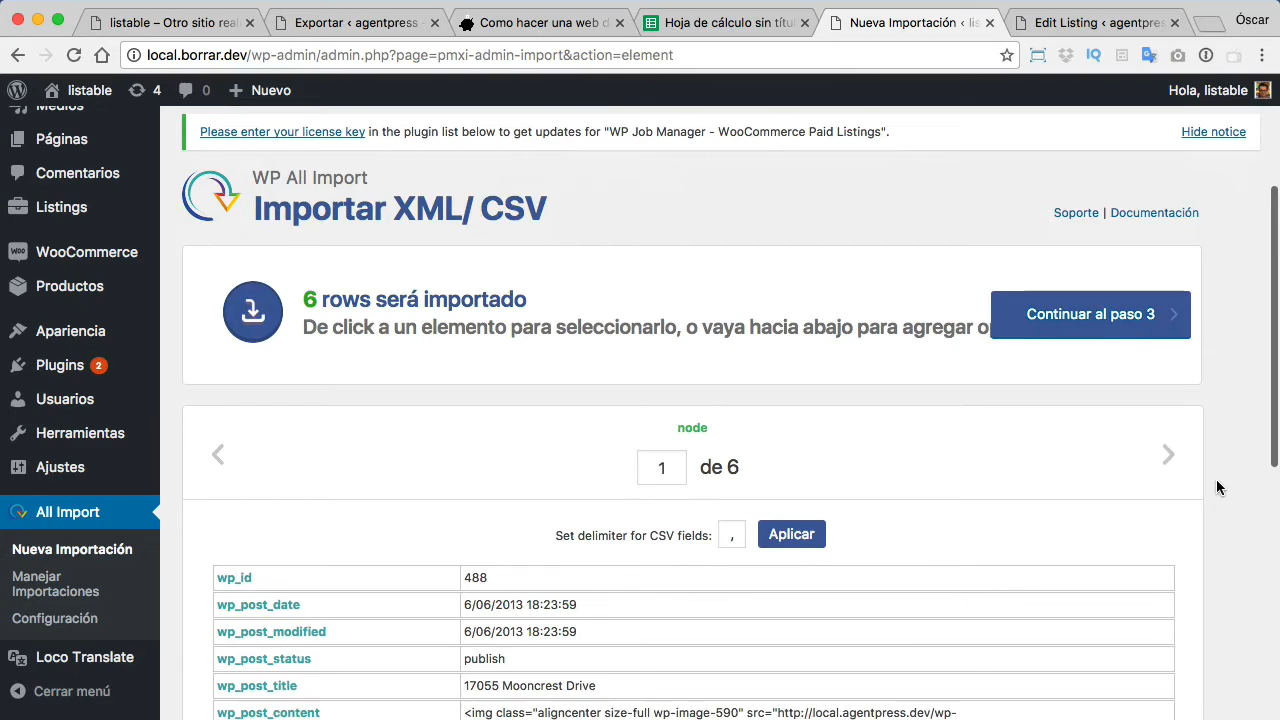 listable – Otro sitio real
Exportar ‹ agentpress -
Como hacer una web d
Hoja de cálculo sin títu
Nueva Importación ‹ lis
Edit Listing ‹ agentpres
Óscar
local.borrar.dev/wp-admin/admin.php?page=pmxi-admin-import&action=element
listable 4 0 + Nuevo
Hola, listable
Medios
Páginas
Comentarios
Listings
WooCommerce
Productos
Apariencia
Plugins 2
Usuarios
Herramientas
Ajustes
All Import
Nueva Importación
Manejar
Importaciones
Configuración
Loco Translate
Cerrar menú
Please enter your license key in the plugin list below to get updates for "WP Job Manager - WooCommerce Paid Listings".
Hide notice
WP All Import
Importar XML/ CSV
Soporte | Documentación
6 rows será importado
De click a un elemento para seleccionarlo, o vaya hacia abajo para agregar o
Continuar al paso 3
node
1 de 6
Set delimiter for CSV fields: , Aplicar
wp_id 488
wp_post_date 6/06/2013 18:23:59
wp_post_modified 6/06/2013 18:23:59
wp_post_status publish
wp_post_title 17055 Mooncrest Drive
wp_post_content <img class="aligncenter size-full wp-image-590" src="http://local.agentpress.dev/wp-